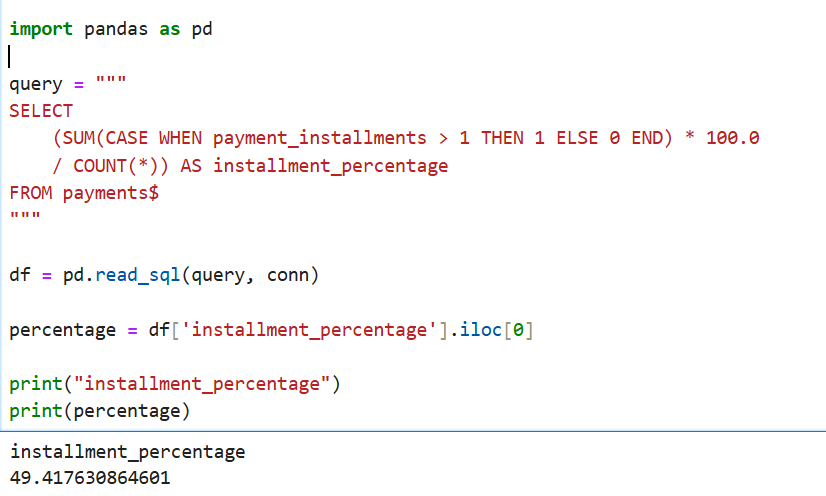 import pandas as pd
query = """
SELECT
    (SUM(CASE WHEN payment_installments > 1 THEN 1 ELSE 0 END) * 100.0
    / COUNT(*)) AS installment_percentage
FROM payments$
"""
df = pd.read_sql(query, conn)
percentage = df['installment_percentage'].iloc[0]
print("installment_percentage")
print(percentage)
installment_percentage
49.417630864601